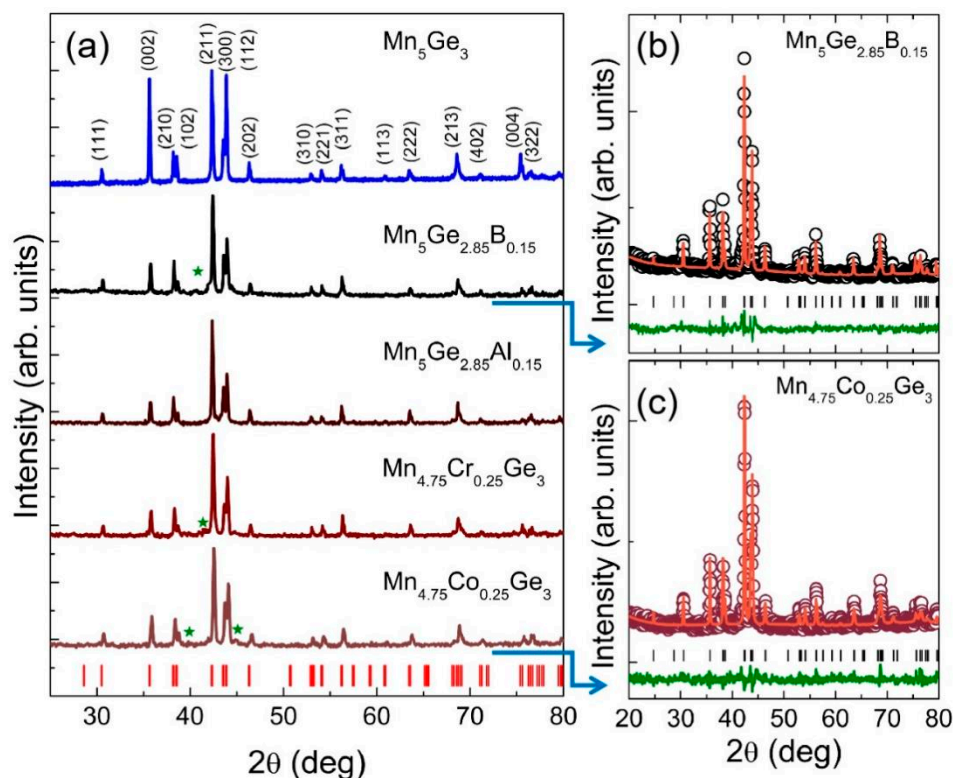 (a)
Mn₅Ge₃
(111)
(002)
(210)
(102)
(211)
(300)
(112)
(202)
(310)
(221)
(311)
(113)
(222)
(213)
(402)
(004)
(322)
Mn₅Ge₂.₈₅B₀.₁₅
Mn₅Ge₂.₈₅Al₀.₁₅
Mn₄.₇₅Cr₀.₂₅Ge₃
Mn₄.₇₅Co₀.₂₅Ge₃
Intensity (arb. units)
30 40 50 60 70 80
2θ (deg)
(b)
Mn₅Ge₂.₈₅B₀.₁₅
Intensity (arb. units)
(c)
Mn₄.₇₅Co₀.₂₅Ge₃
Intensity (arb. units)
20 30 40 50 60 70 80
2θ (deg)